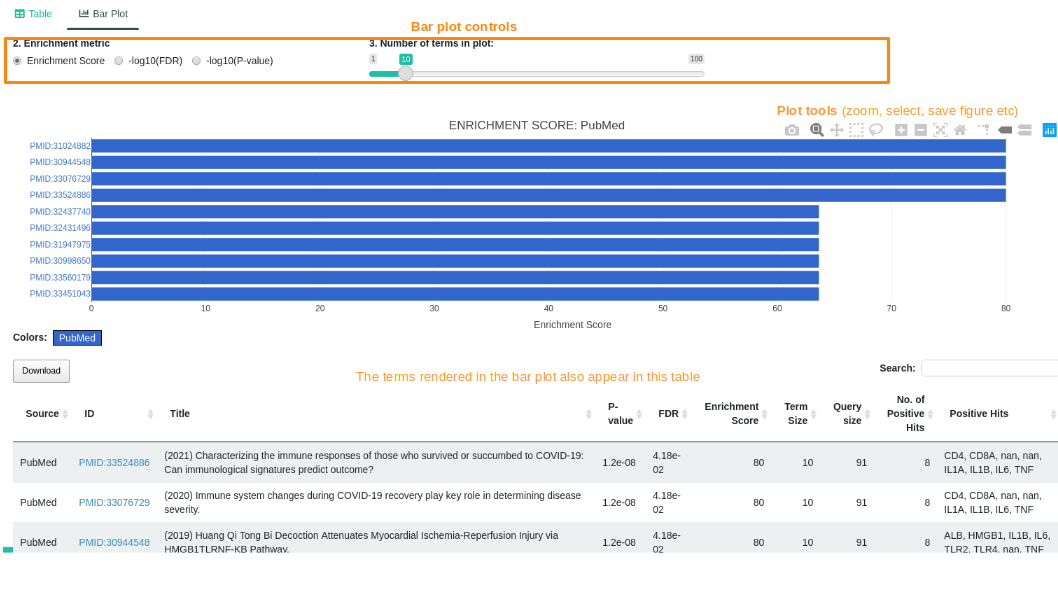 Table Bar Plot
Bar plot controls
2. Enrichment metric 3. Number of terms in plot:
Enrichment Score -log10(FDR) -log10(P-value)
1 10 100
Plot tools (zoom, select, save figure etc)
ENRICHMENT SCORE: PubMed
PMID:31024882
PMID:30944548
PMID:33076729
PMID:33524886
PMID:32437740
PMID:32431496
PMID:31947975
PMID:30998650
PMID:33560179
PMID:33451043
0 10 20 30 40 50 60 70 80
Enrichment Score
Colors: PubMed
Download
The terms rendered in the bar plot also appear in this table
Search:
Source ID Title P-value FDR Enrichment Score Term Size Query size No. of Positive Hits Positive Hits
PubMed PMID:33524886 (2021) Characterizing the immune responses of those who survived or succumbed to COVID-19: Can immunological signatures predict outcome? 1.2e-08 4.18e-02 80 10 91 8 CD4, CD8A, nan, nan, IL1A, IL1B, IL6, TNF
PubMed PMID:33076729 (2020) Immune system changes during COVID-19 recovery play key role in determining disease severity. 1.2e-08 4.18e-02 80 10 91 8 CD4, CD8A, nan, nan, IL1A, IL1B, IL6, TNF
PubMed PMID:30944548 (2019) Huang Qi Tong Bi Decoction Attenuates Myocardial Ischemia-Reperfusion Injury via HMGB1TLRNF-KB Pathway. 1.2e-08 4.18e-02 80 10 91 8 ALB, HMGB1, IL1B, IL6, TLR2, TLR4, nan, TNF